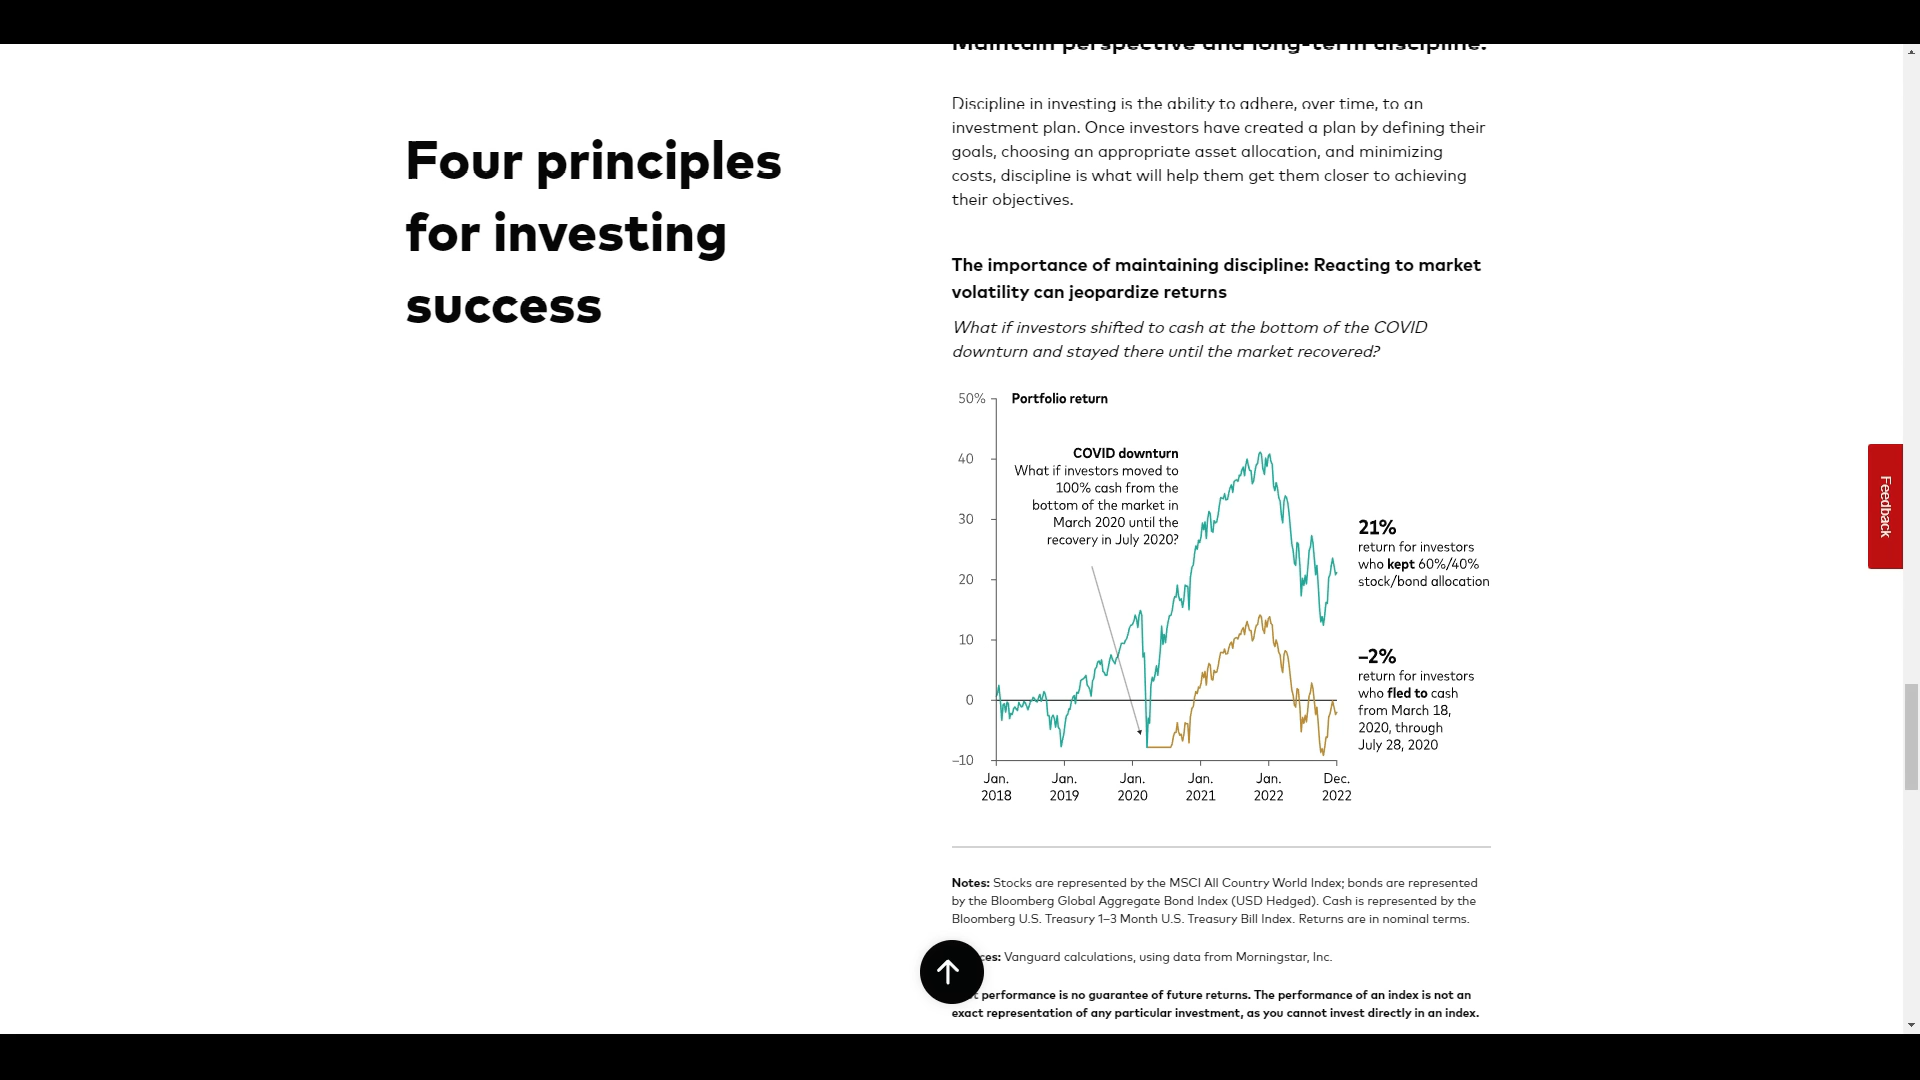 Maintain perspective and long-term discipline.
Four principles
for investing
success
Discipline in investing is the ability to adhere, over time, to an
investment plan. Once investors have created a plan by defining their
goals, choosing an appropriate asset allocation, and minimizing
costs, discipline is what will help them get them closer to achieving
their objectives.
The importance of maintaining discipline: Reacting to market
volatility can jeopardize returns
What if investors shifted to cash at the bottom of the COVID
downturn and stayed there until the market recovered?
50%
Portfolio return
40
30
20
10
0
–10
COVID downturn
What if investors moved to
100% cash from the
bottom of the market in
March 2020 until the
recovery in July 2020?
21%
return for investors
who kept 60%/40%
stock/bond allocation
–2%
return for investors
who fled to cash
from March 18,
2020, through
July 28, 2020
Jan.
2018
Jan.
2019
Jan.
2020
Jan.
2021
Jan.
2022
Dec.
2022
Notes: Stocks are represented by the MSCI All Country World Index; bonds are represented
by the Bloomberg Global Aggregate Bond Index (USD Hedged). Cash is represented by the
Bloomberg U.S. Treasury 1–3 Month U.S. Treasury Bill Index. Returns are in nominal terms.
Vanguard calculations, using data from Morningstar, Inc.
performance is no guarantee of future returns. The performance of an index is not an
exact representation of any particular investment, as you cannot invest directly in an index.
Feedback